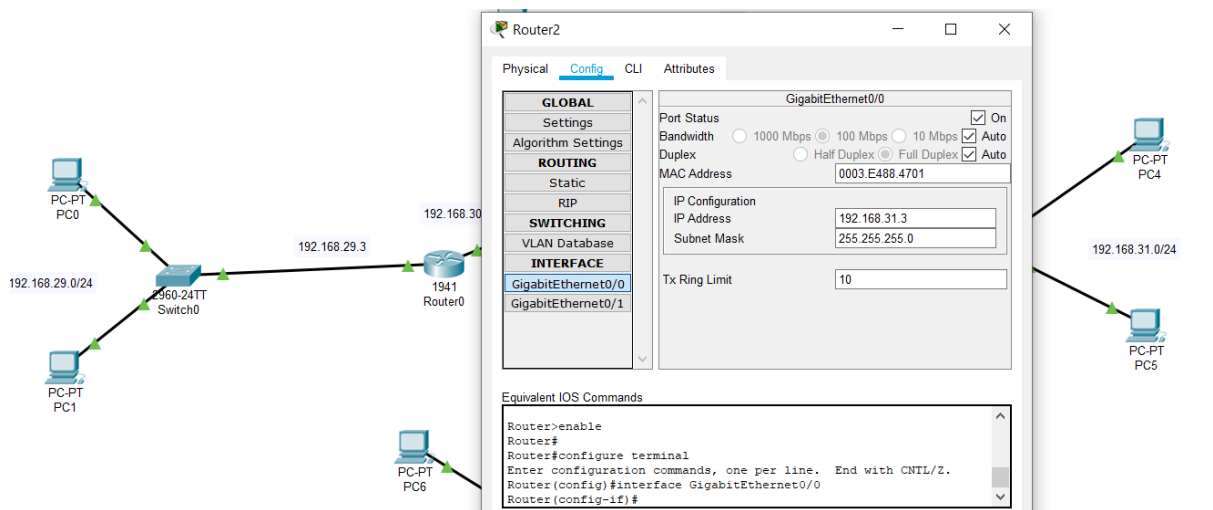 Router2
Physical Config CLI Attributes
GLOBAL
Settings
Algorithm Settings
ROUTING
Static
RIP
SWITCHING
VLAN Database
INTERFACE
GigabitEthernet0/0
GigabitEthernet0/1
GigabitEthernet0/0
Port Status On
Bandwidth 1000 Mbps 100 Mbps 10 Mbps Auto
Duplex Half Duplex Full Duplex Auto
MAC Address 0003.E488.4701
IP Configuration
IP Address 192.168.31.3
Subnet Mask 255.255.255.0
Tx Ring Limit 10
Equivalent IOS Commands
Router>enable
Router#
Router#configure terminal
Enter configuration commands, one per line. End with CNTL/Z.
Router(config)#interface GigabitEthernet0/0
Router(config-if)#
PC-PT
PC0
192.168.29.0/24
PC-PT
PC1
2960-24TT
Switch0
192.168.29.3
192.168.30
1941
Router0
PC-PT
PC6
PC-PT
PC4
192.168.31.0/24
PC-PT
PC5